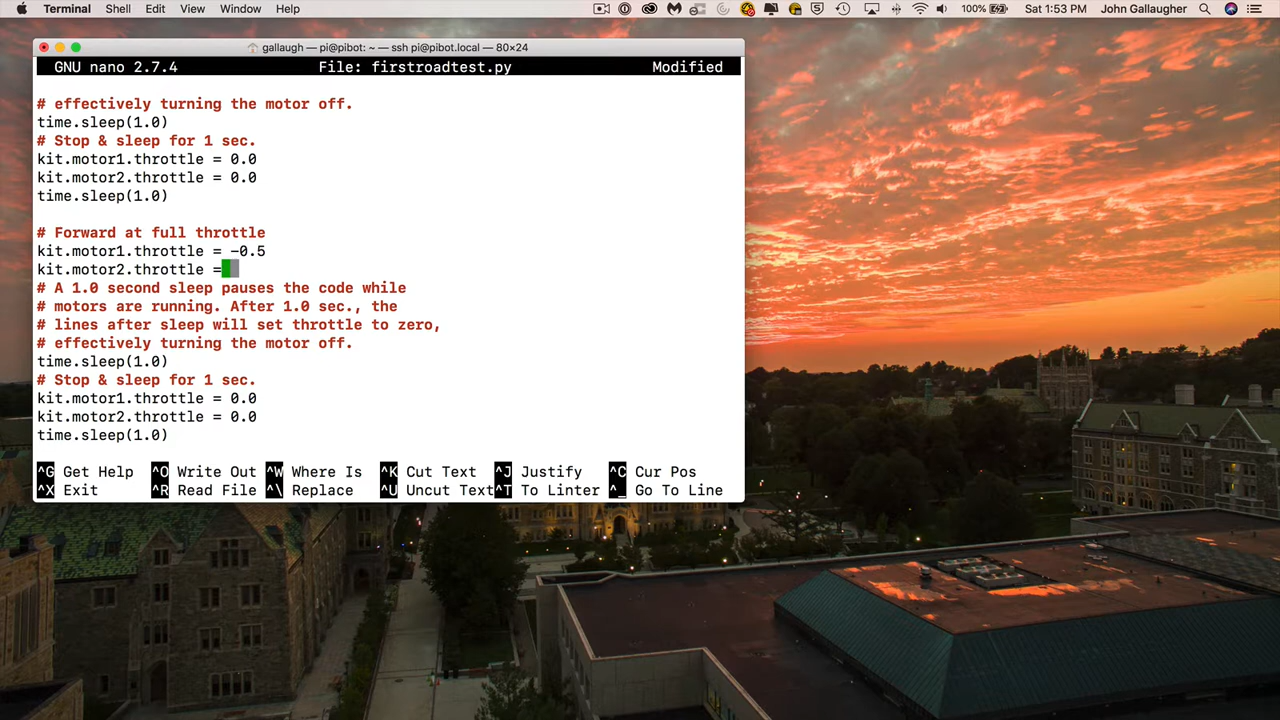 Terminal Shell Edit View Window Help 100% Sat 1:53 PM John Gallaugher
gallaugh — pi@pibot: ~ — ssh pi@pibot.local — 80×24
GNU nano 2.7.4 File: firstroadtest.py Modified
# effectively turning the motor off.
time.sleep(1.0)
# Stop & sleep for 1 sec.
kit.motor1.throttle = 0.0
kit.motor2.throttle = 0.0
time.sleep(1.0)
# Forward at full throttle
kit.motor1.throttle = -0.5
kit.motor2.throttle =
# A 1.0 second sleep pauses the code while
# motors are running. After 1.0 sec., the
# lines after sleep will set throttle to zero,
# effectively turning the motor off.
time.sleep(1.0)
# Stop & sleep for 1 sec.
kit.motor1.throttle = 0.0
kit.motor2.throttle = 0.0
time.sleep(1.0)
^G Get Help ^O Write Out ^W Where Is ^K Cut Text ^J Justify ^C Cur Pos
^X Exit ^R Read File ^\ Replace ^U Uncut Text ^T To Linter ^_ Go To Line